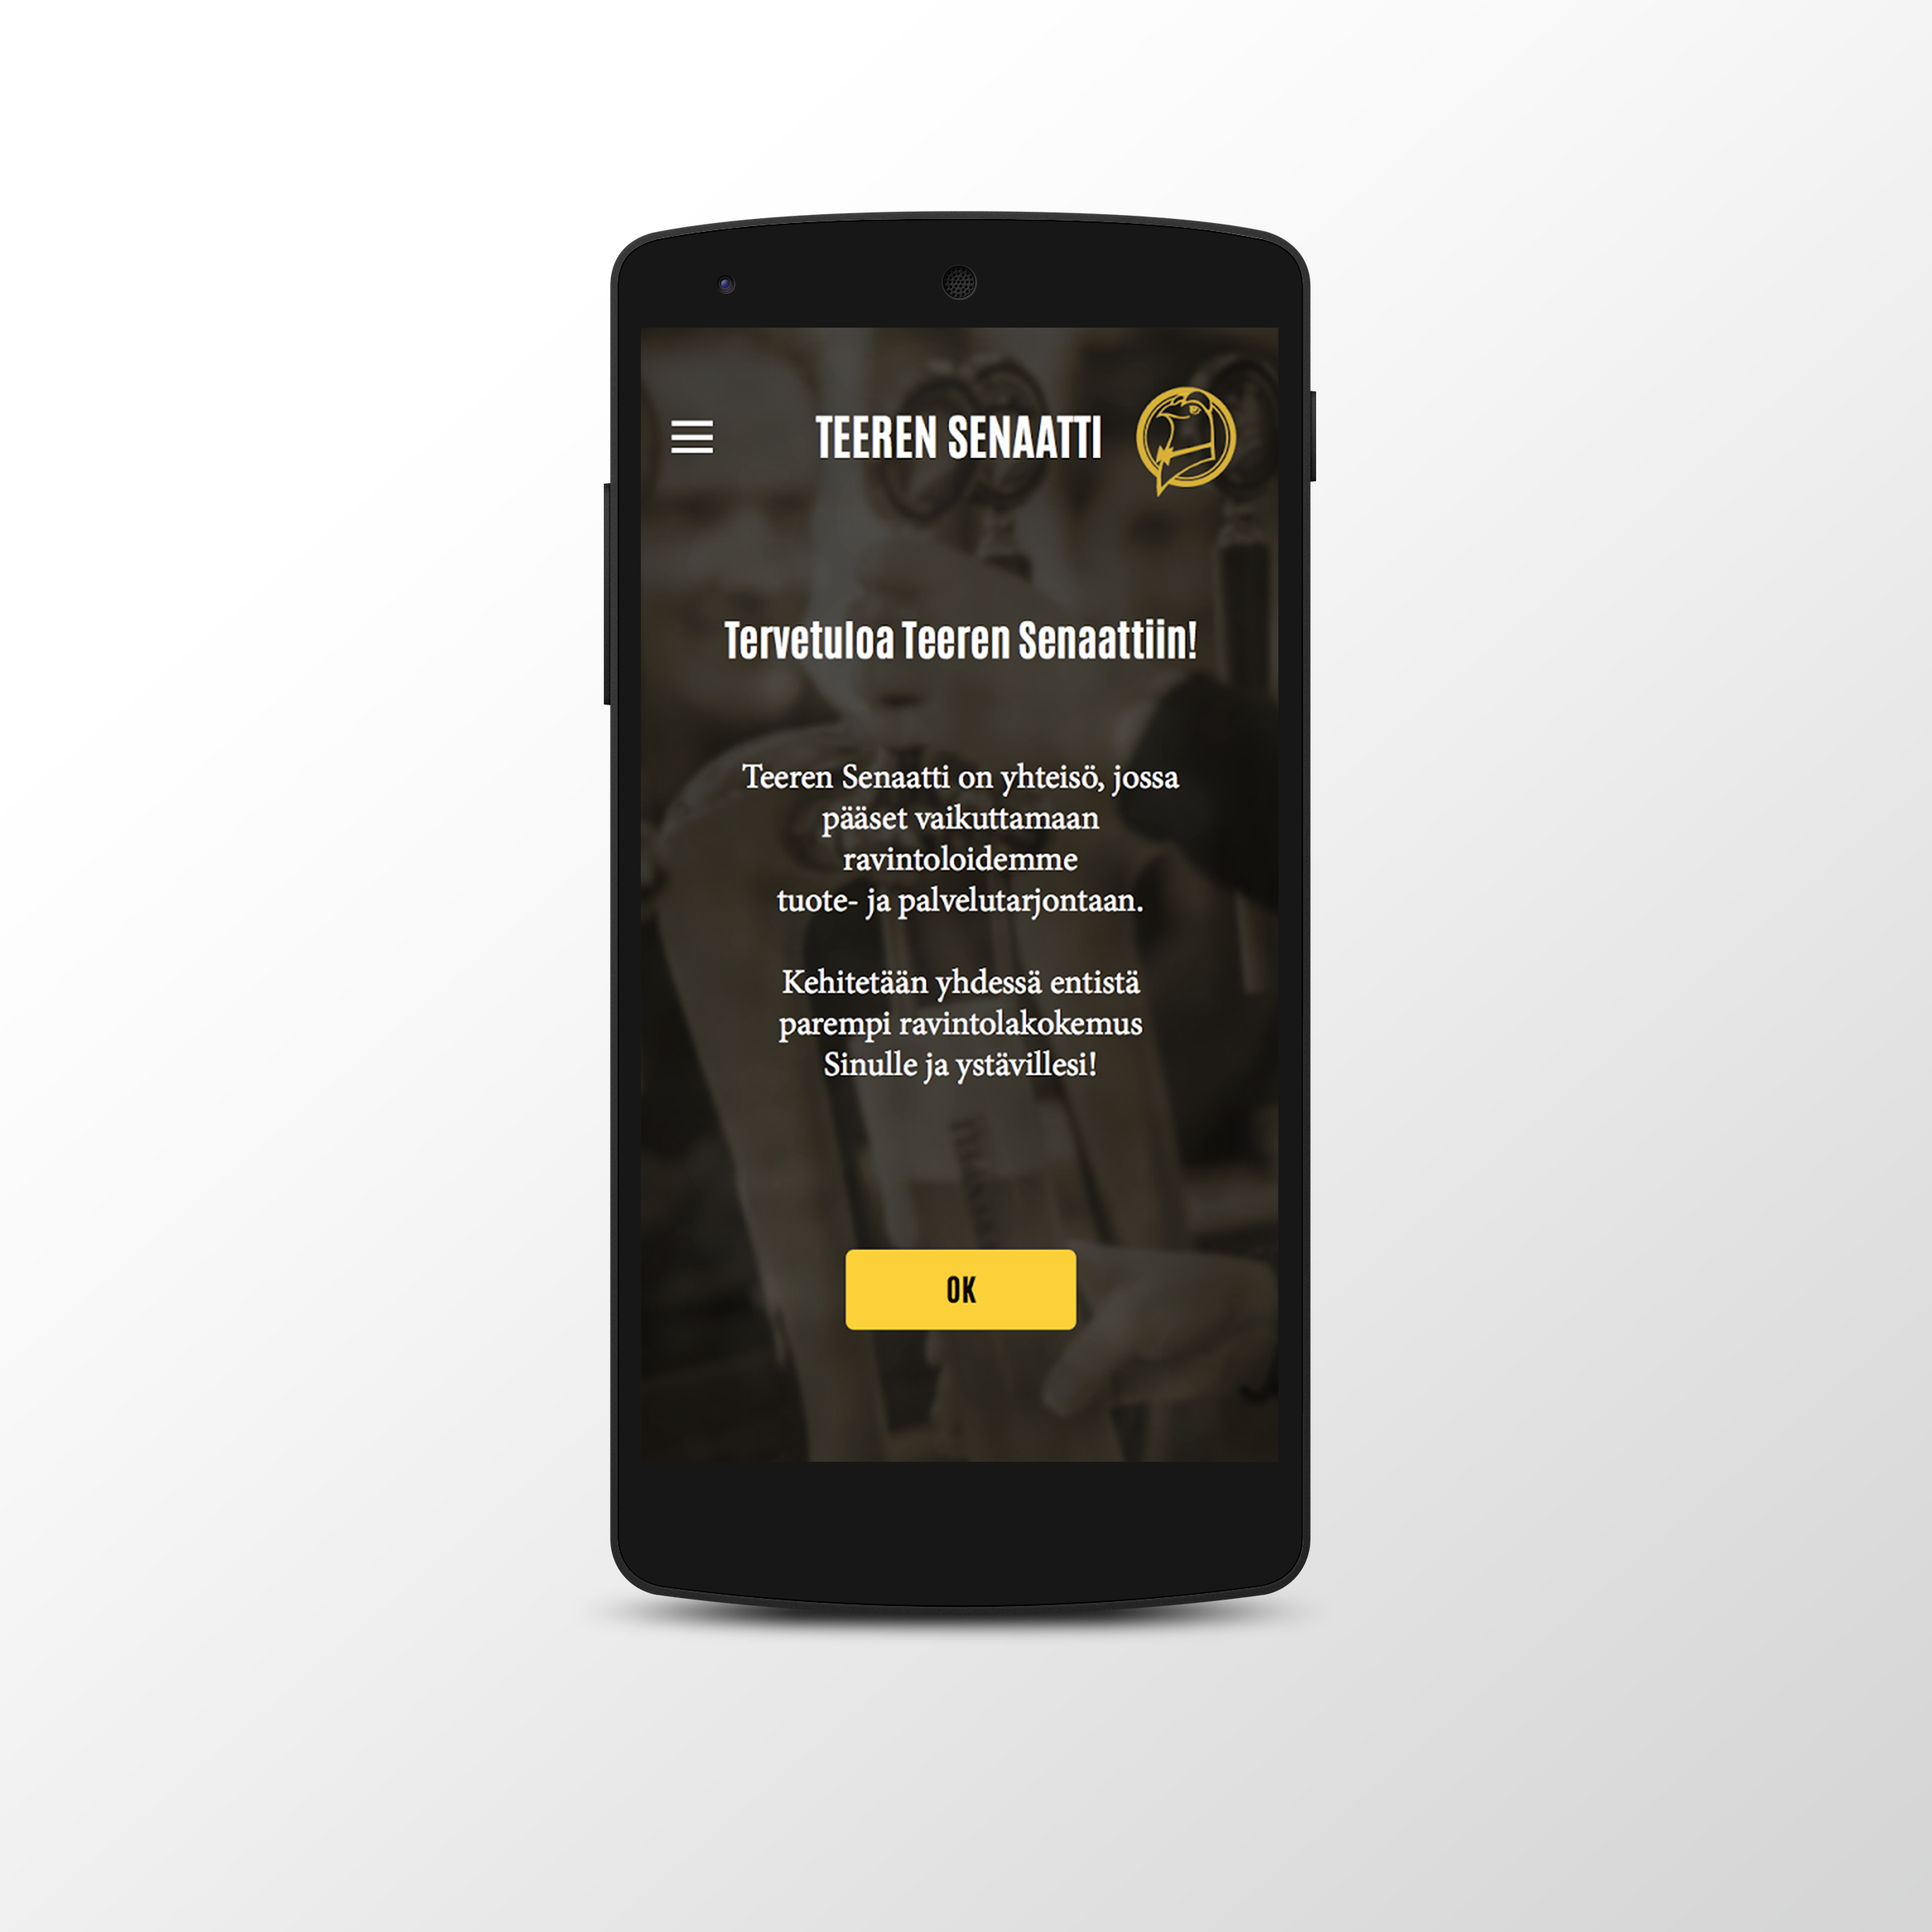 TEEREN SENAATTI
Tervetuloa Teeren Senaattiin!
Teeren Senaatti on yhteisö, jossa
pääset vaikuttamaan
ravintoloidemme
tuote- ja palvelutarjontaan.
Kehitetään yhdessä entistä
parempi ravintolakokemus
Sinulle ja ystävillesi!
OK